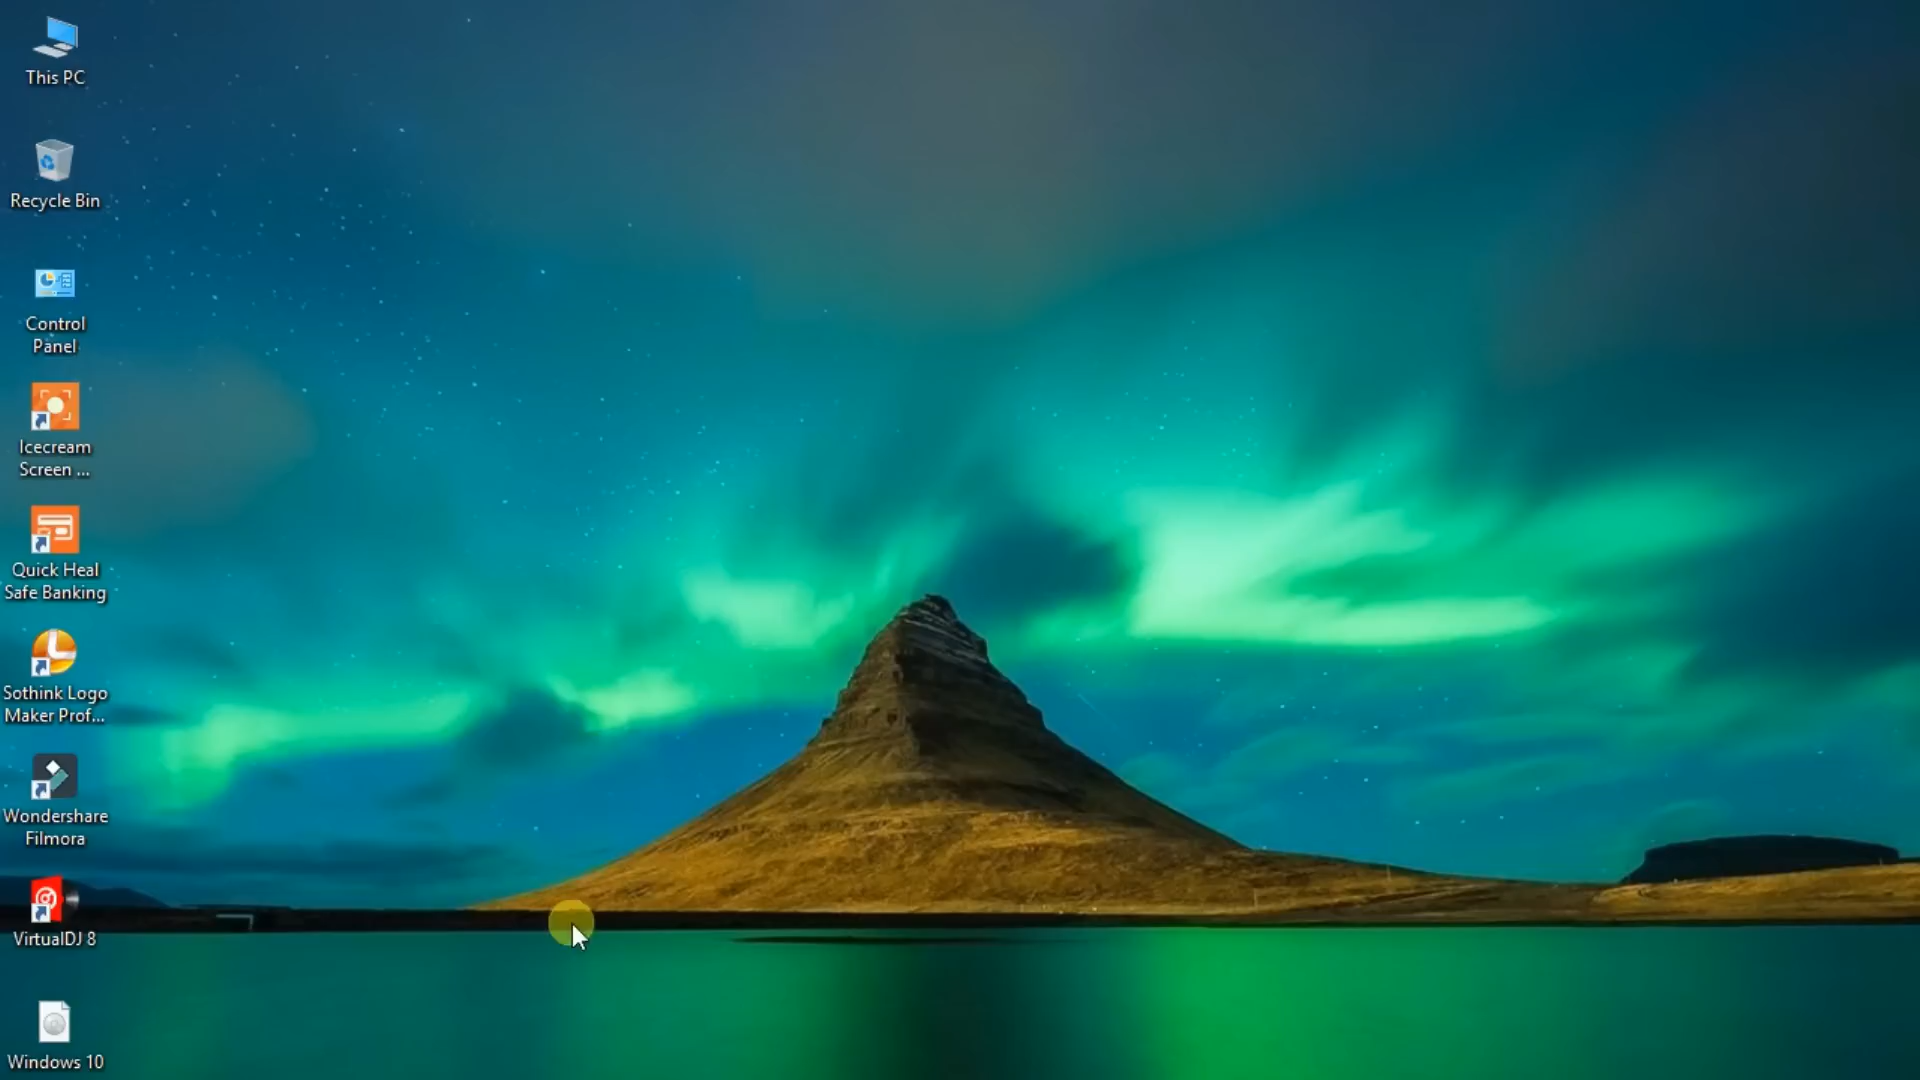 This PC
Recycle Bin
Control
Panel
Icecream
Screen ...
Quick Heal
Safe Banking
Sothink Logo
Maker Prof...
Wondershare
Filmora
VirtualDJ 8
Windows 10